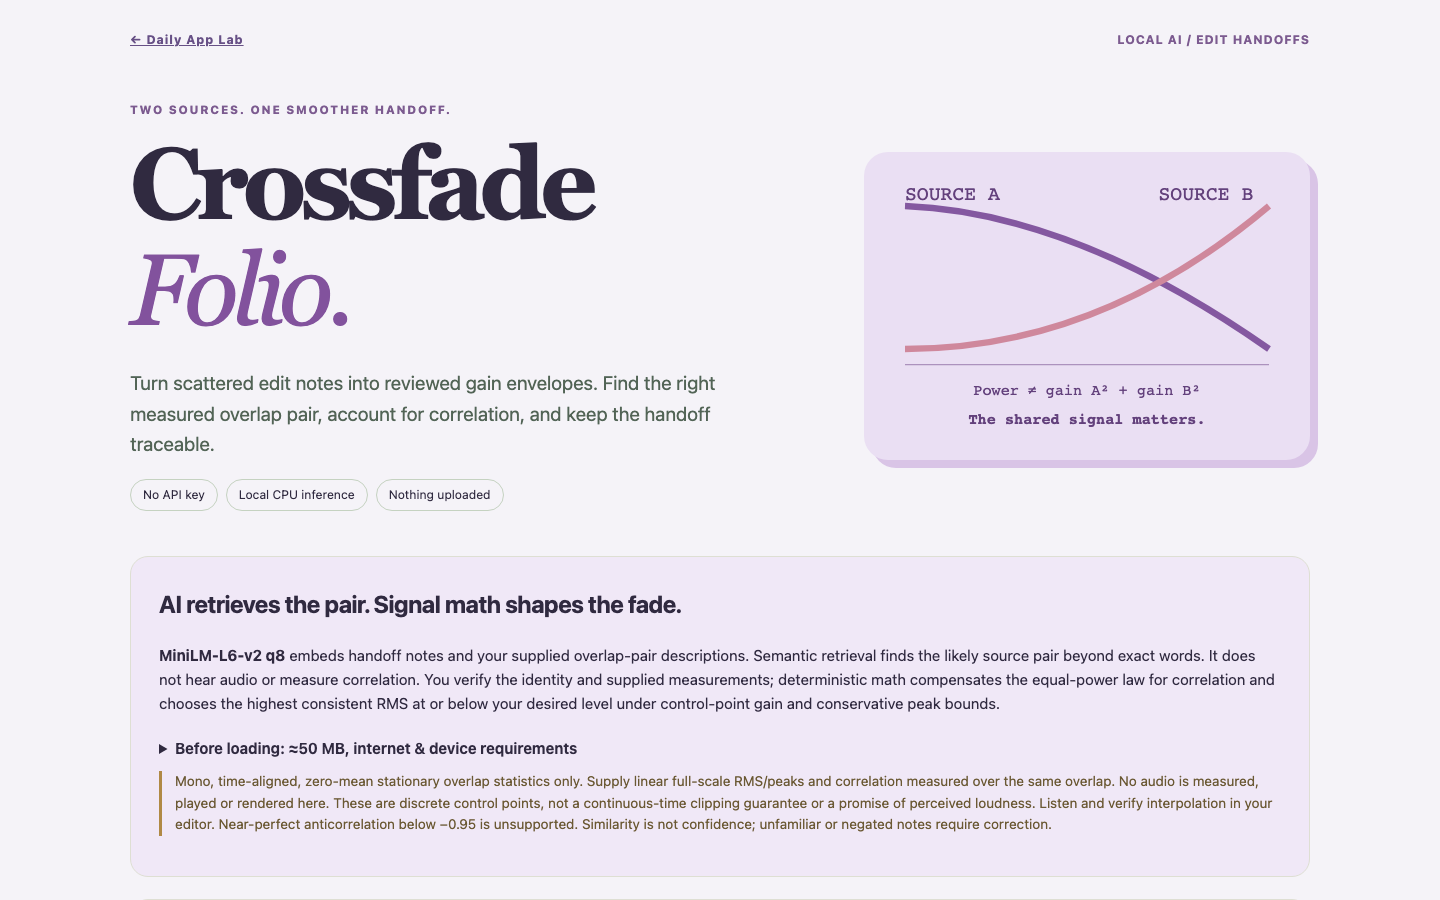 ← Daily App Lab
LOCAL AI / EDIT HANDOFFS
TWO SOURCES. ONE SMOOTHER HANDOFF.
Crossfade
Folio.
Turn scattered edit notes into reviewed gain envelopes. Find the right
measured overlap pair, account for correlation, and keep the handoff
traceable.
No API key
Local CPU inference
Nothing uploaded
SOURCE A
SOURCE B
Power ≠ gain A² + gain B²
The shared signal matters.
AI retrieves the pair. Signal math shapes the fade.
MiniLM-L6-v2 q8 embeds handoff notes and your supplied overlap-pair descriptions. Semantic retrieval finds the likely source pair beyond exact words. It does
not hear audio or measure correlation. You verify the identity and supplied measurements; deterministic math compensates the equal-power law for correlation and
chooses the highest consistent RMS at or below your desired level under control-point gain and conservative peak bounds.
▶ Before loading: ≈50 MB, internet & device requirements
Mono, time-aligned, zero-mean stationary overlap statistics only. Supply linear full-scale RMS/peaks and correlation measured over the same overlap. No audio is measured,
played or rendered here. These are discrete control points, not a continuous-time clipping guarantee or a promise of perceived loudness. Listen and verify interpolation in your
editor. Near-perfect anticorrelation below −0.95 is unsupported. Similarity is not confidence; unfamiliar or negated notes require correction.